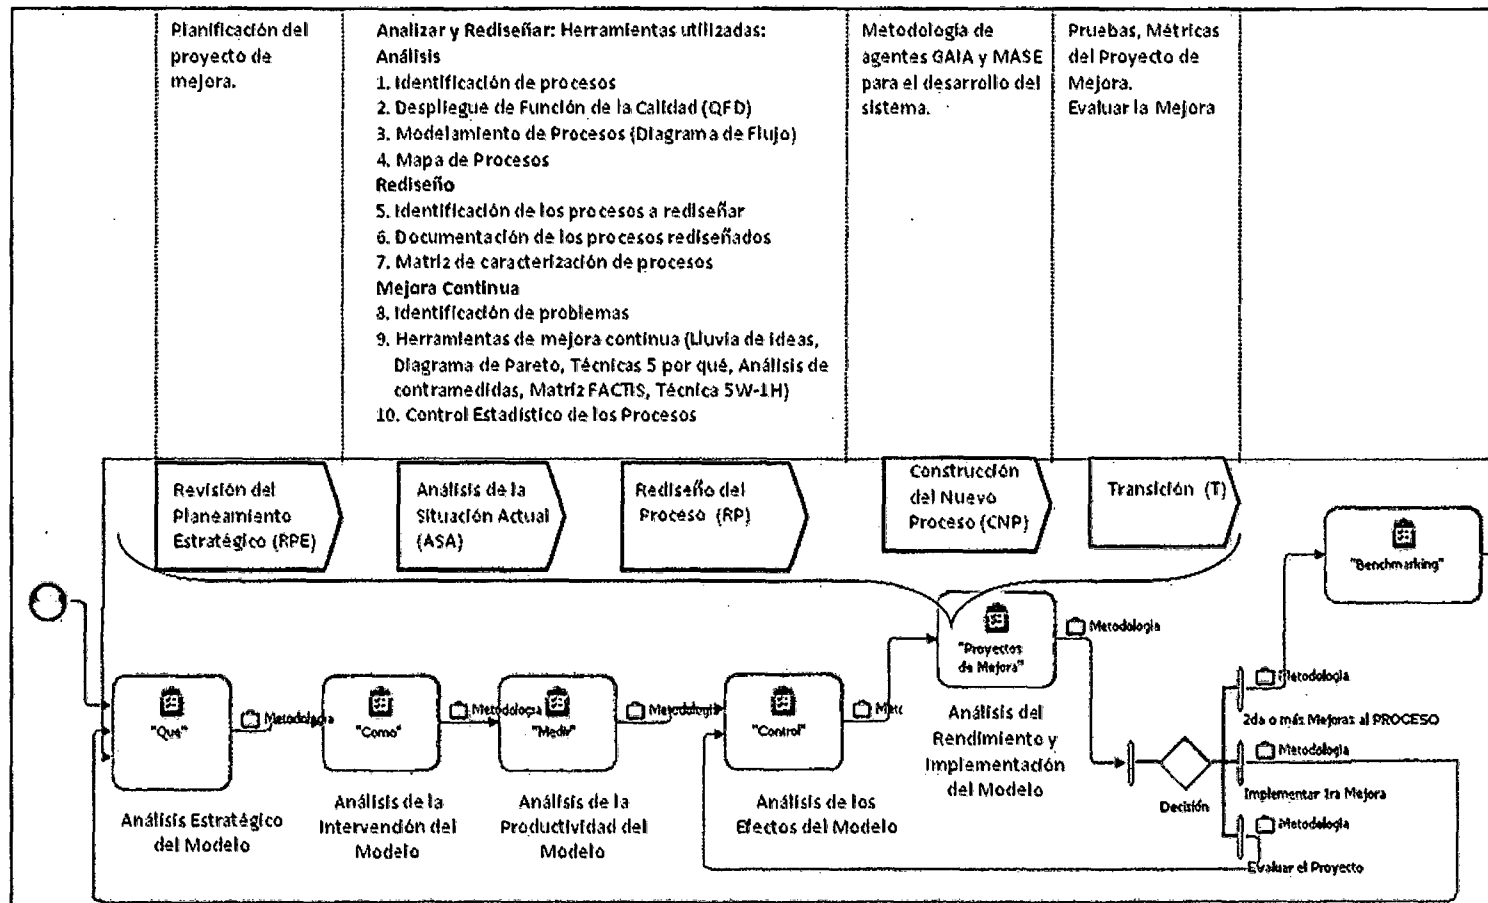 Planificación del
proyecto de
mejora.
Analizar y Rediseñar: Herramientas utilizadas:
Análisis
1. Identificación de procesos
2. Despliegue de Función de la Calidad (QFD)
3. Modelamiento de Procesos (Diagrama de Flujo)
4. Mapa de Procesos
Rediseño
5. Identificación de los procesos a rediseñar
6. Documentación de los procesos rediseñados
7. Matriz de caracterización de procesos
Mejora Continua
8. Identificación de problemas
9. Herramientas de mejora continua (Lluvia de ideas,
Diagrama de Pareto, Técnicas 5 por qué, Análisis de
contramedidas, Matriz FACTIS, Técnica 5W-1H)
10. Control Estadístico de los Procesos
Metodología de
agentes GAIA y MASE
para el desarrollo del
sistema.
Pruebas, Métricas
del Proyecto de
Mejora.
Evaluar la Mejora
Revisión del
Planeamiento
Estratégico (RPE)
Análisis de la
Situación Actual
(ASA)
Rediseño del
Proceso (RP)
Construcción
del Nuevo
Proceso (CNP)
Transición (T)
"Benchmarking"
"Proyectos
de Mejora"
Metodologia
"Que"
Metodologia
"Como"
Metodologia
"Medir"
Metodologia
"Control"
Metc
Análisis Estratégico
del Modelo
Análisis de la
Intervención del
Modelo
Análisis de la
Productividad del
Modelo
Análisis de los
Efectos del Modelo
Análisis del
Rendimiento y
Implementación
del Modelo
Decisión
Metodologia
2da o más Mejoras al PROCESO
Metodologia
Implementar 1ra Mejora
Metodologia
Evaluar el Proyecto